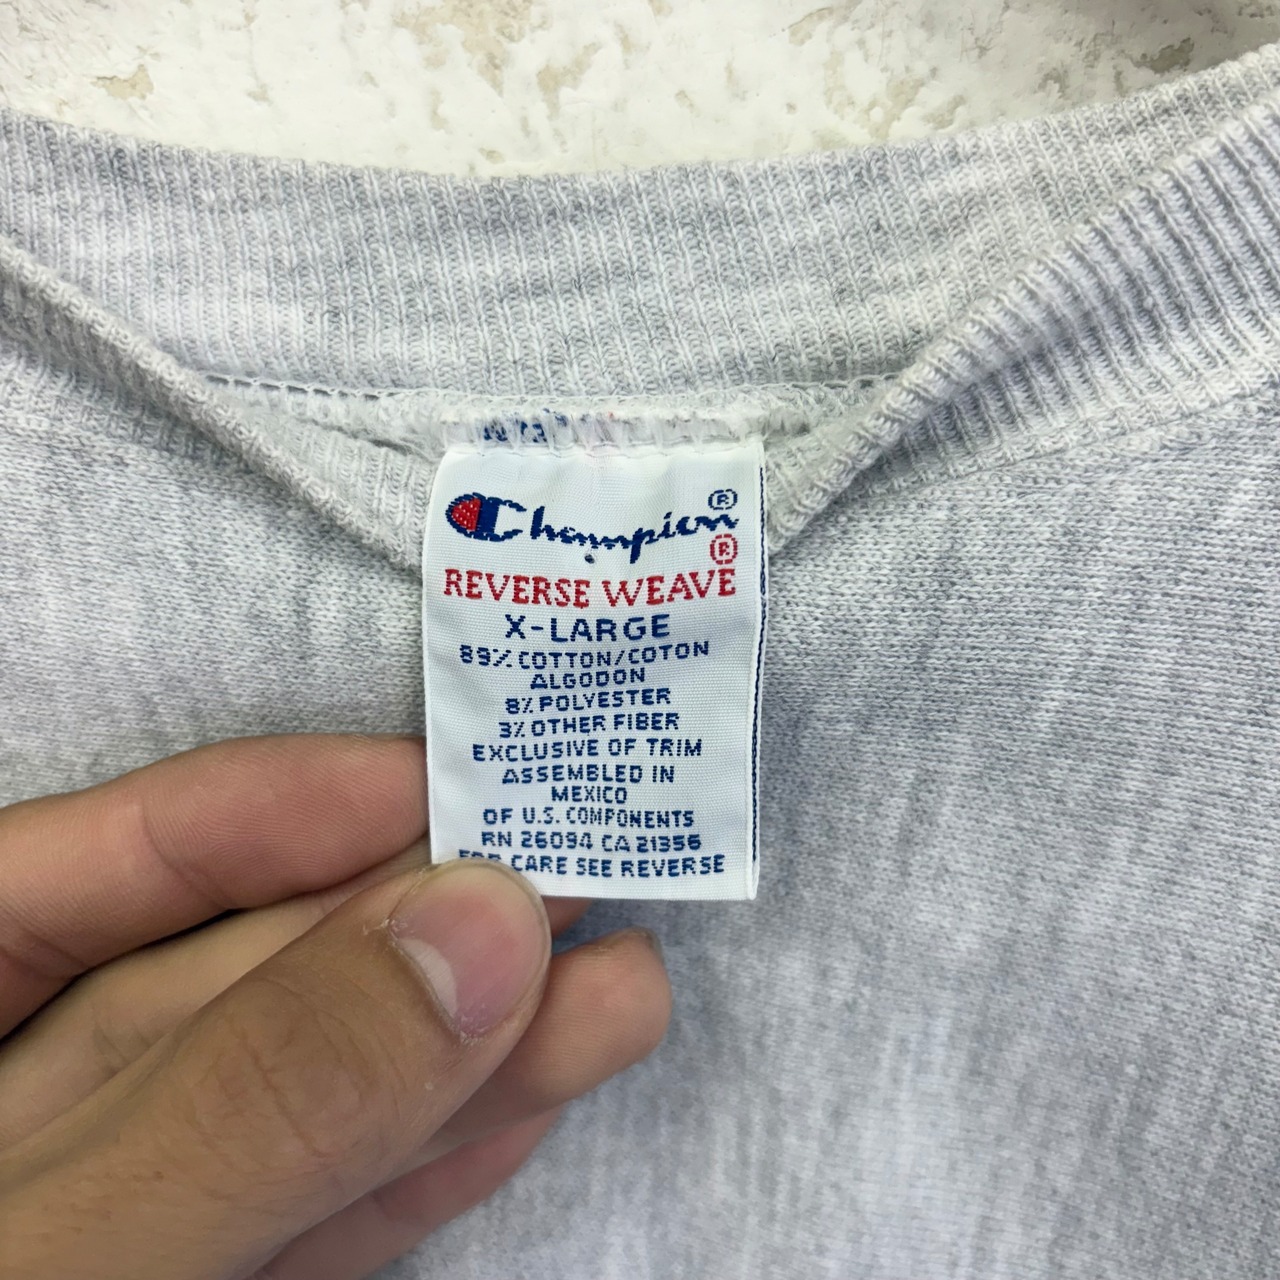 Champion®
REVERSE WEAVE®
X-LARGE
89% COTTON/COTON
ALGODON
8% POLYESTER
3% OTHER FIBER
EXCLUSIVE OF TRIM
ASSEMBLED IN
MEXICO
OF U.S. COMPONENTS
RN 26094 CA 21356
FOR CARE SEE REVERSE